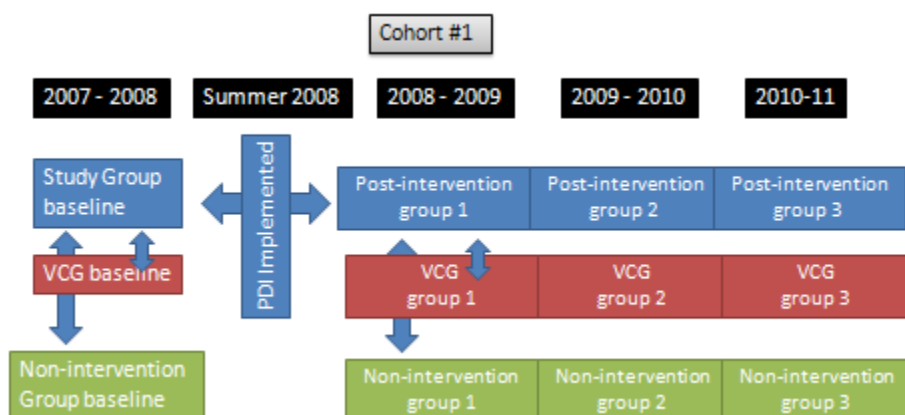 Cohort #1
2007 - 2008
Summer 2008
2008 - 2009
2009 - 2010
2010-11
Study Group
baseline
PDI Implemented
Post-intervention
group 1
Post-intervention
group 2
Post-intervention
group 3
VCG baseline
VCG
group 1
VCG
group 2
VCG
group 3
Non-intervention
Group baseline
Non-intervention
group 1
Non-intervention
group 2
Non-intervention
group 3